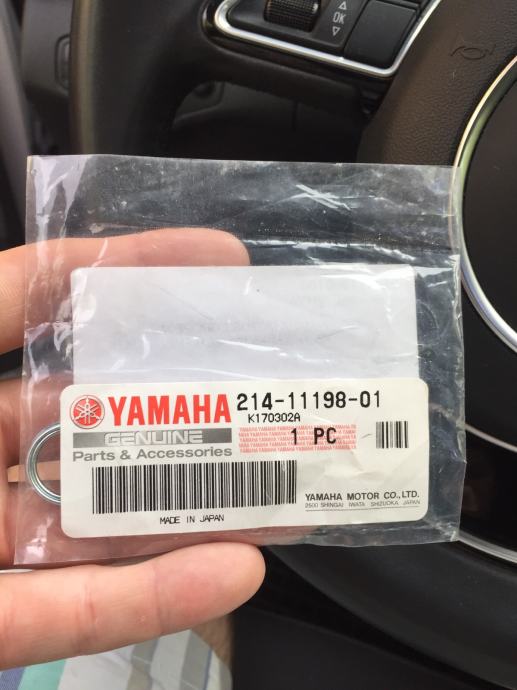 OK
YAMAHA 214-11198-01
K170302A
GENUINE
1 PC
Parts & Accessories
MADE IN JAPAN
YAMAHA MOTOR CO.,LTD.
2500 SHINGAI IWATA SHIZUOKA JAPAN